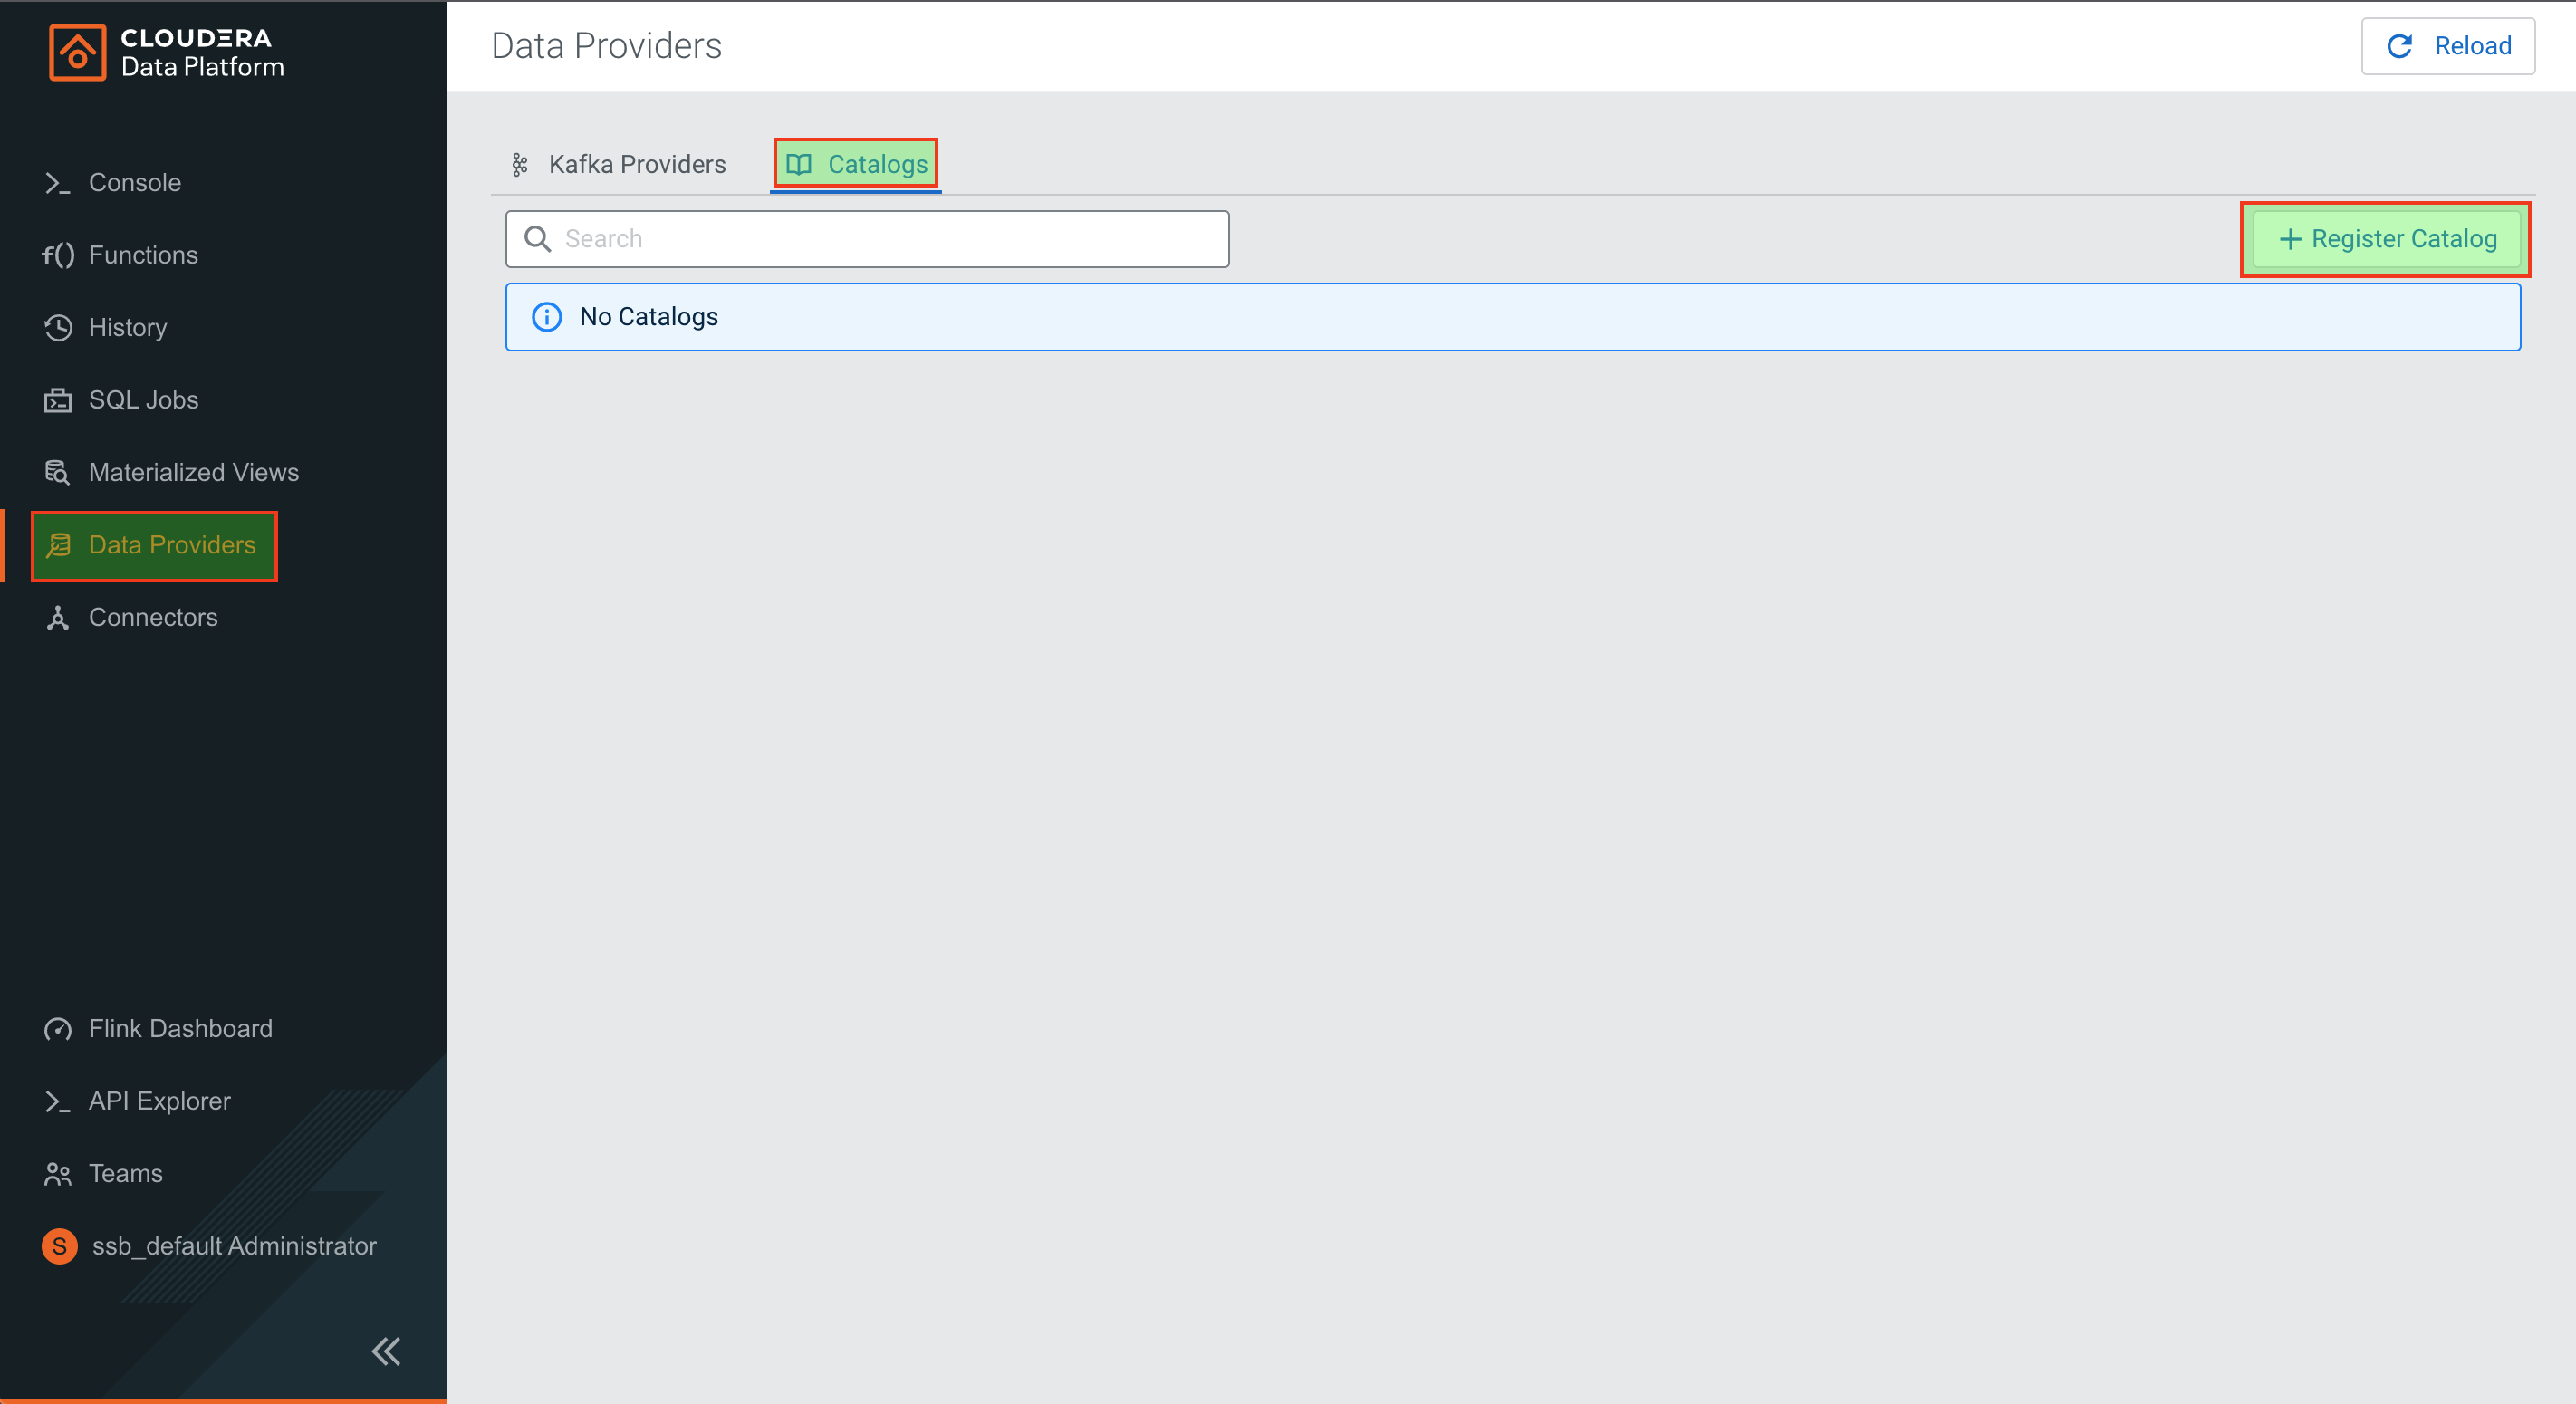 CLOUDERA
Data Platform
Console
f() Functions
History
SQL Jobs
Materialized Views
Data Providers
Connectors
Flink Dashboard
API Explorer
Teams
S ssb_default Administrator
Data Providers
Reload
Kafka Providers
Catalogs
Search
+ Register Catalog
No Catalogs